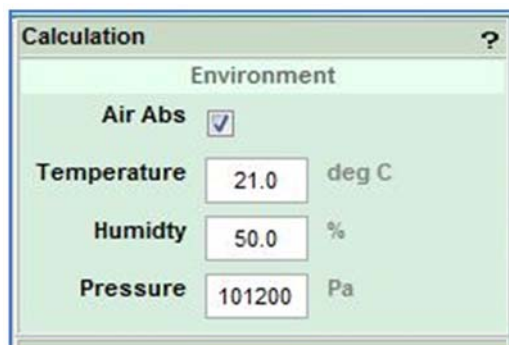 Calculation ?
Environment
Air Abs
Temperature 21.0 deg C
Humidty 50.0 %
Pressure 101200 Pa